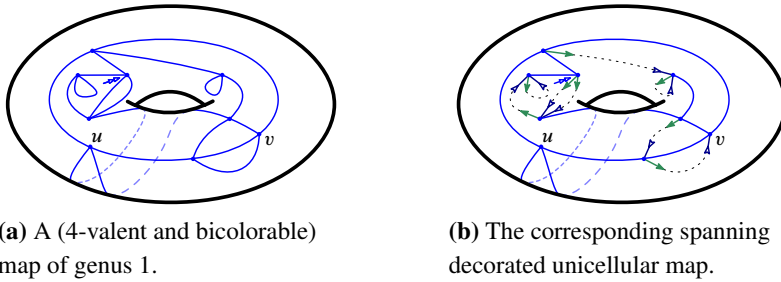 u
v
u
v
(a) A (4-valent and bicolorable)
map of genus 1.
(b) The corresponding spanning
decorated unicellular map.